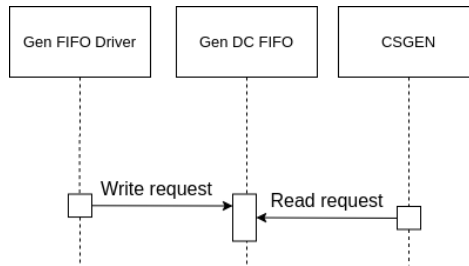 Gen FIFO Driver
Gen DC FIFO
CSGEN
Write request
Read request